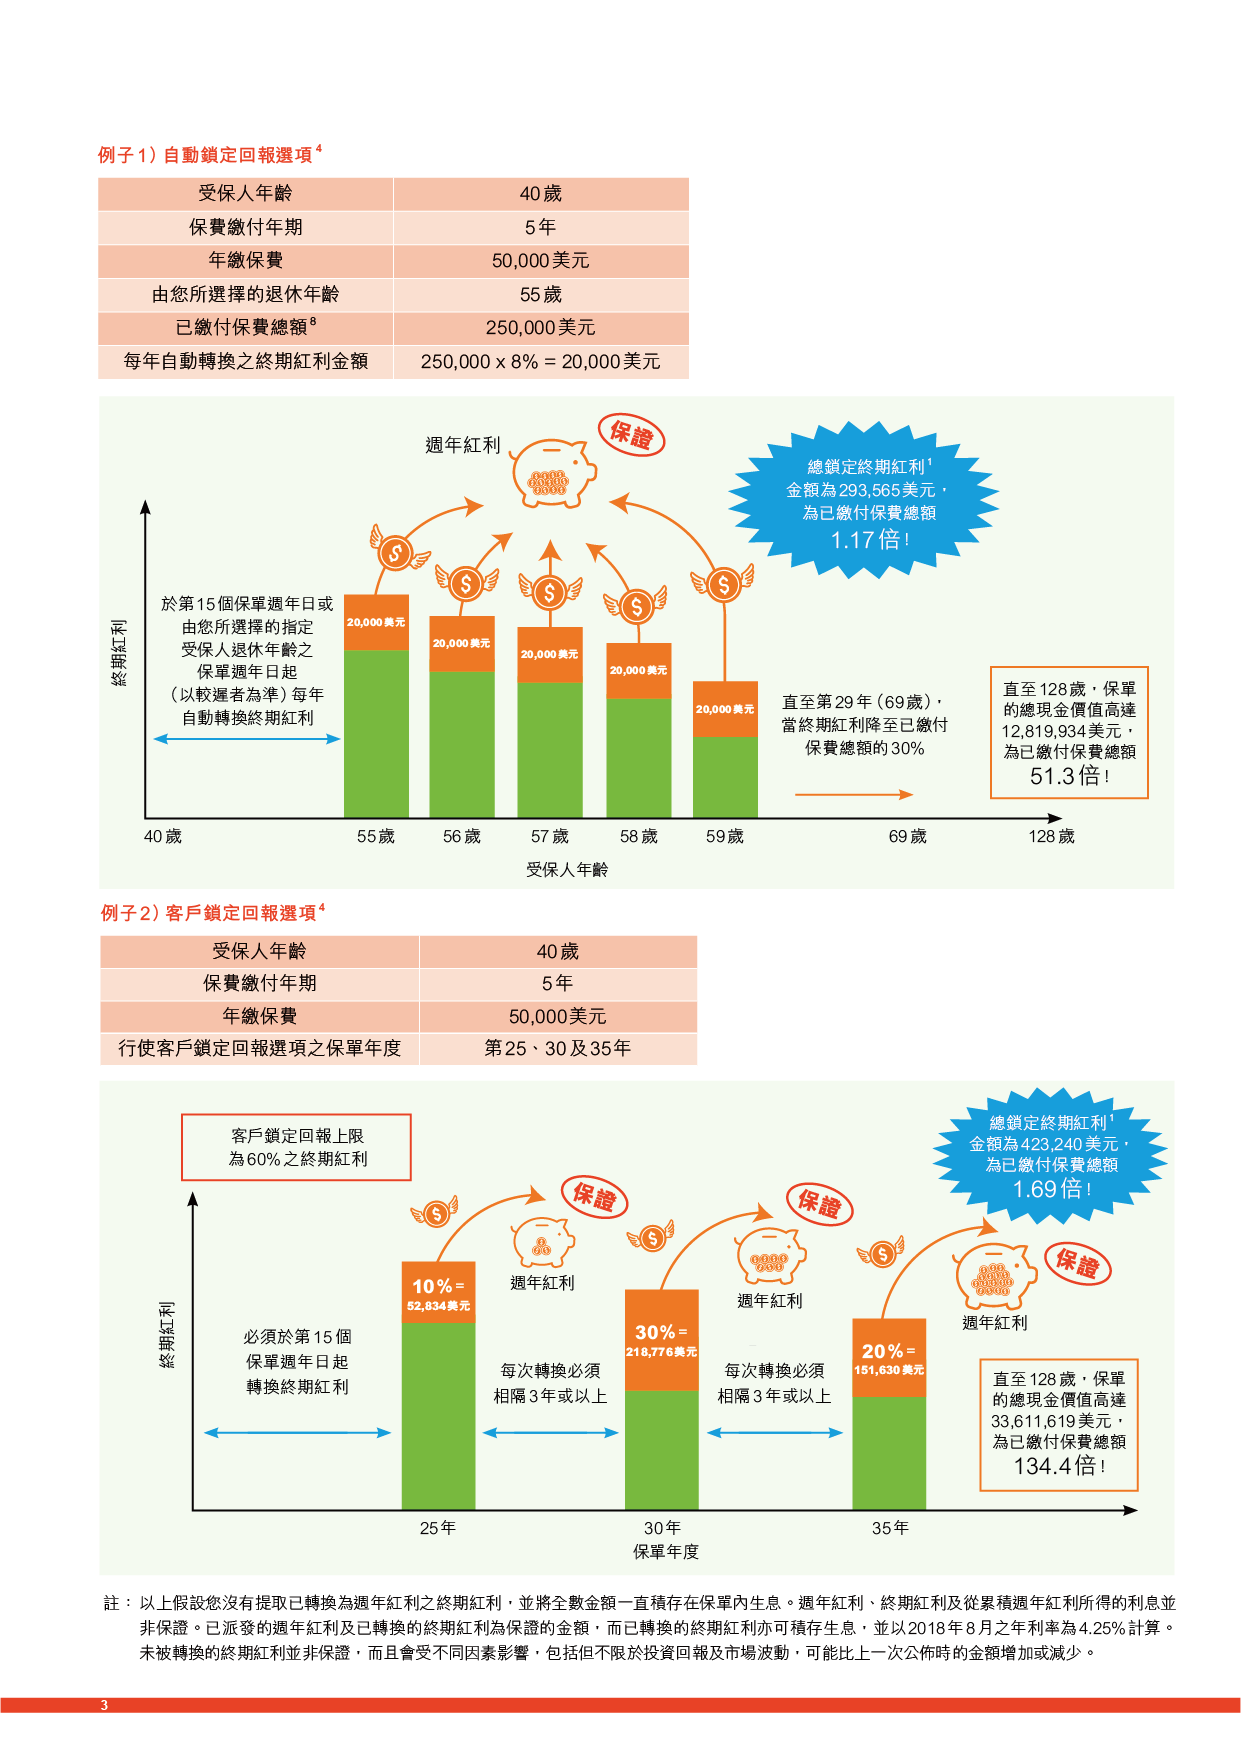 例子1) 自動鎖定回報選項4
受保人年齡 40歲
保費繳付年期 5年
年繳保費 50,000美元
由您所選擇的退休年齡 55歲
已繳付保費總額8 250,000美元
每年自動轉換之終期紅利金額 250,000 x 8% = 20,000美元
週年紅利
保證
總鎖定終期紅利1
金額為293,565美元，
為已繳付保費總額
1.17倍!
終期紅利
於第15個保單週年日或
由您所選擇的指定
受保人退休年齡之
保單週年日起
（以較遲者為準）每年
自動轉換終期紅利
20,000美元
20,000美元
20,000美元
20,000美元
20,000美元
直至第29年（69歲），
當終期紅利降至已繳付
保費總額的30%
直至128歲，保單
的總現金價值高達
12,819,934美元，
為已繳付保費總額
51.3倍!
40歲 55歲 56歲 57歲 58歲 59歲 69歲 128歲
受保人年齡
例子2) 客戶鎖定回報選項4
受保人年齡 40歲
保費繳付年期 5年
年繳保費 50,000美元
行使客戶鎖定回報選項之保單年度 第25、30及35年
客戶鎖定回報上限
為60%之終期紅利
總鎖定終期紅利1
金額為423,240美元，
為已繳付保費總額
1.69倍!
終期紅利
必須於第15個
保單週年日起
轉換終期紅利
10%=
52,834美元
保證
週年紅利
每次轉換必須
相隔3年或以上
30%=
218,776美元
保證
週年紅利
每次轉換必須
相隔3年或以上
20%=
151,630美元
保證
週年紅利
直至128歲，保單
的總現金價值高達
33,611,619美元，
為已繳付保費總額
134.4倍!
25年 30年 35年
保單年度
註：以上假設您沒有提取已轉換為週年紅利之終期紅利，並將全數金額一直積存在保單內生息。週年紅利、終期紅利及從累積週年紅利所得的利息並
非保證。已派發的週年紅利及已轉換的終期紅利為保證的金額，而已轉換的終期紅利亦可積存生息，並以2018年8月之年利率為4.25%計算。
未被轉換的終期紅利並非保證，而且會受不同因素影響，包括但不限於投資回報及市場波動，可能比上一次公佈時的金額增加或減少。
3